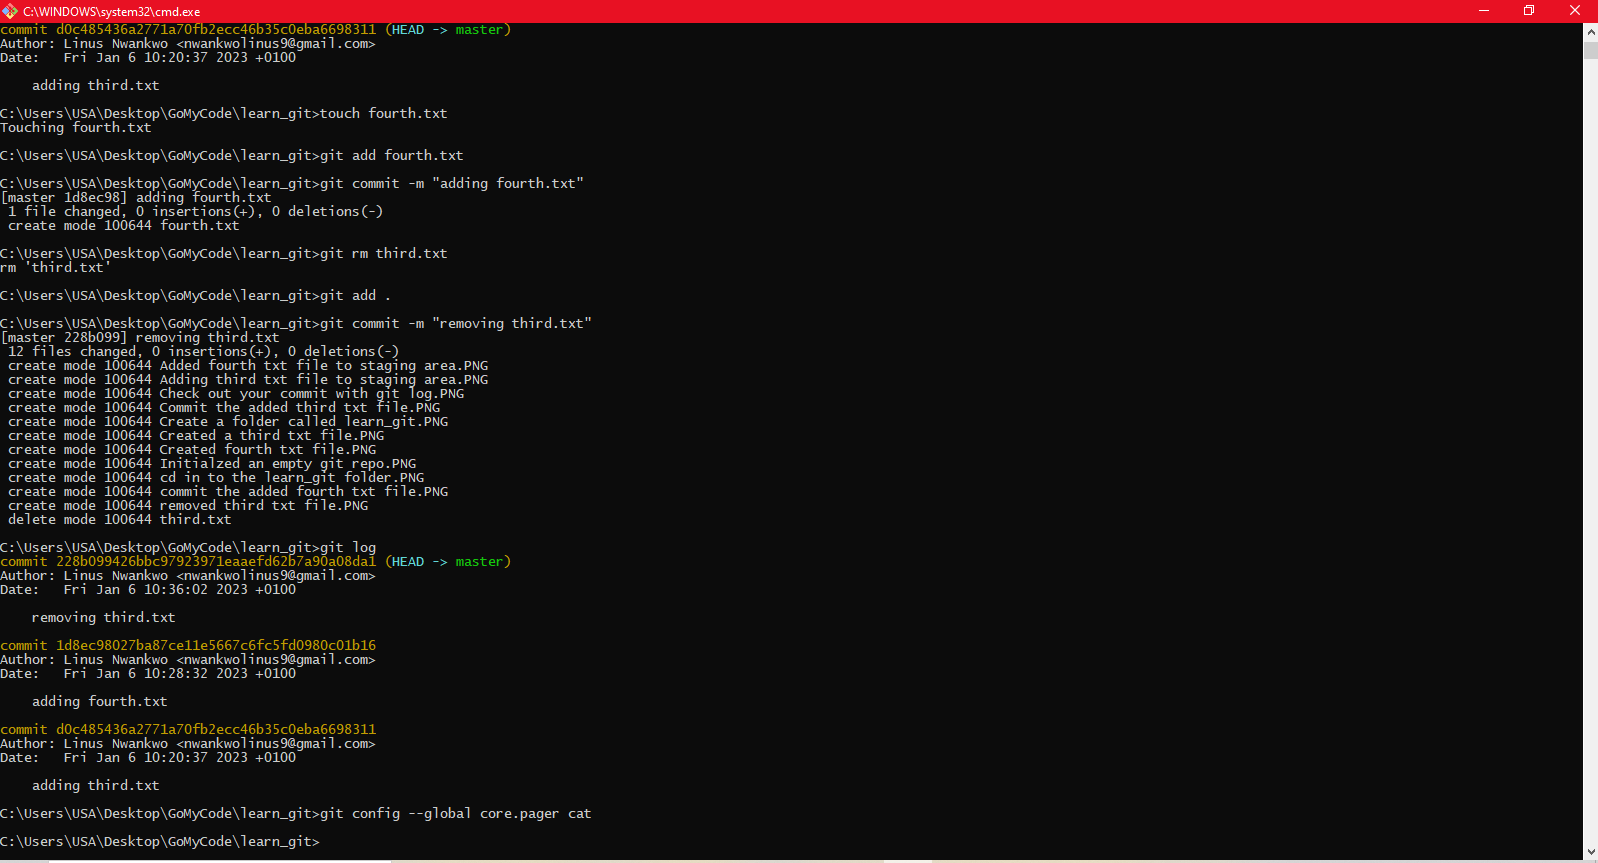 C:\WINDOWS\system32\cmd.exe
commit d0c485436a2771a70fb2ecc46b35c0eba6698311 (HEAD -> master)
Author: Linus Nwankwo <nwankwolinus9@gmail.com>
Date:   Fri Jan 6 10:20:37 2023 +0100
    adding third.txt
C:\Users\USA\Desktop\GoMyCode\learn_git>touch fourth.txt
Touching fourth.txt
C:\Users\USA\Desktop\GoMyCode\learn_git>git add fourth.txt
C:\Users\USA\Desktop\GoMyCode\learn_git>git commit -m "adding fourth.txt"
[master 1d8ec98] adding fourth.txt
 1 file changed, 0 insertions(+), 0 deletions(-)
 create mode 100644 fourth.txt
C:\Users\USA\Desktop\GoMyCode\learn_git>git rm third.txt
rm 'third.txt'
C:\Users\USA\Desktop\GoMyCode\learn_git>git add .
C:\Users\USA\Desktop\GoMyCode\learn_git>git commit -m "removing third.txt"
[master 228b099] removing third.txt
 12 files changed, 0 insertions(+), 0 deletions(-)
 create mode 100644 Added fourth txt file to staging area.PNG
 create mode 100644 Adding third txt file to staging area.PNG
 create mode 100644 Check out your commit with git log.PNG
 create mode 100644 Commit the added third txt file.PNG
 create mode 100644 Create a folder called learn_git.PNG
 create mode 100644 Created a third txt file.PNG
 create mode 100644 Created fourth txt file.PNG
 create mode 100644 Initialzed an empty git repo.PNG
 create mode 100644 cd in to the learn_git folder.PNG
 create mode 100644 commit the added fourth txt file.PNG
 create mode 100644 removed third txt file.PNG
 delete mode 100644 third.txt
C:\Users\USA\Desktop\GoMyCode\learn_git>git log
commit 228b099426bbc97923971eaaefd62b7a90a08da1 (HEAD -> master)
Author: Linus Nwankwo <nwankwolinus9@gmail.com>
Date:   Fri Jan 6 10:36:02 2023 +0100
    removing third.txt
commit 1d8ec98027ba87ce11e5667c6fc5fd0980c01b16
Author: Linus Nwankwo <nwankwolinus9@gmail.com>
Date:   Fri Jan 6 10:28:32 2023 +0100
    adding fourth.txt
commit d0c485436a2771a70fb2ecc46b35c0eba6698311
Author: Linus Nwankwo <nwankwolinus9@gmail.com>
Date:   Fri Jan 6 10:20:37 2023 +0100
    adding third.txt
C:\Users\USA\Desktop\GoMyCode\learn_git>git config --global core.pager cat
C:\Users\USA\Desktop\GoMyCode\learn_git>